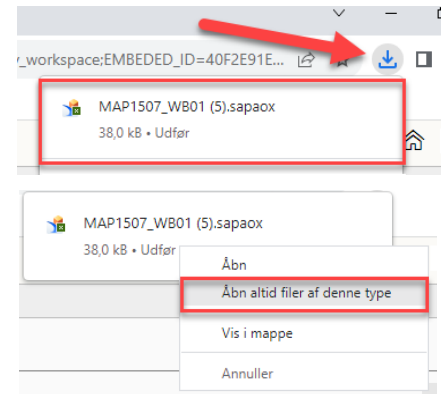 _workspace;EMBEDED_ID=40F2E91E...
MAP1507_WB01 (5).sapaox
38,0 kB • Udfør
MAP1507_WB01 (5).sapaox
38,0 kB • Udfør
Åbn
Åbn altid filer af denne type
Vis i mappe
Annuller